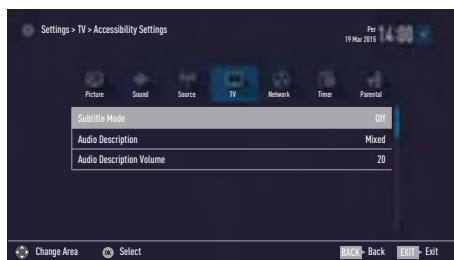 Settings > TV > Accessibility Settings
Per
19 Mar 2015 14:00
Picture Sound Source TV Network Timer Parental
Subtitle Mode Off
Audio Description Mixed
Audio Description Volume 20
Change Area OK Select BACK Back EXIT Exit